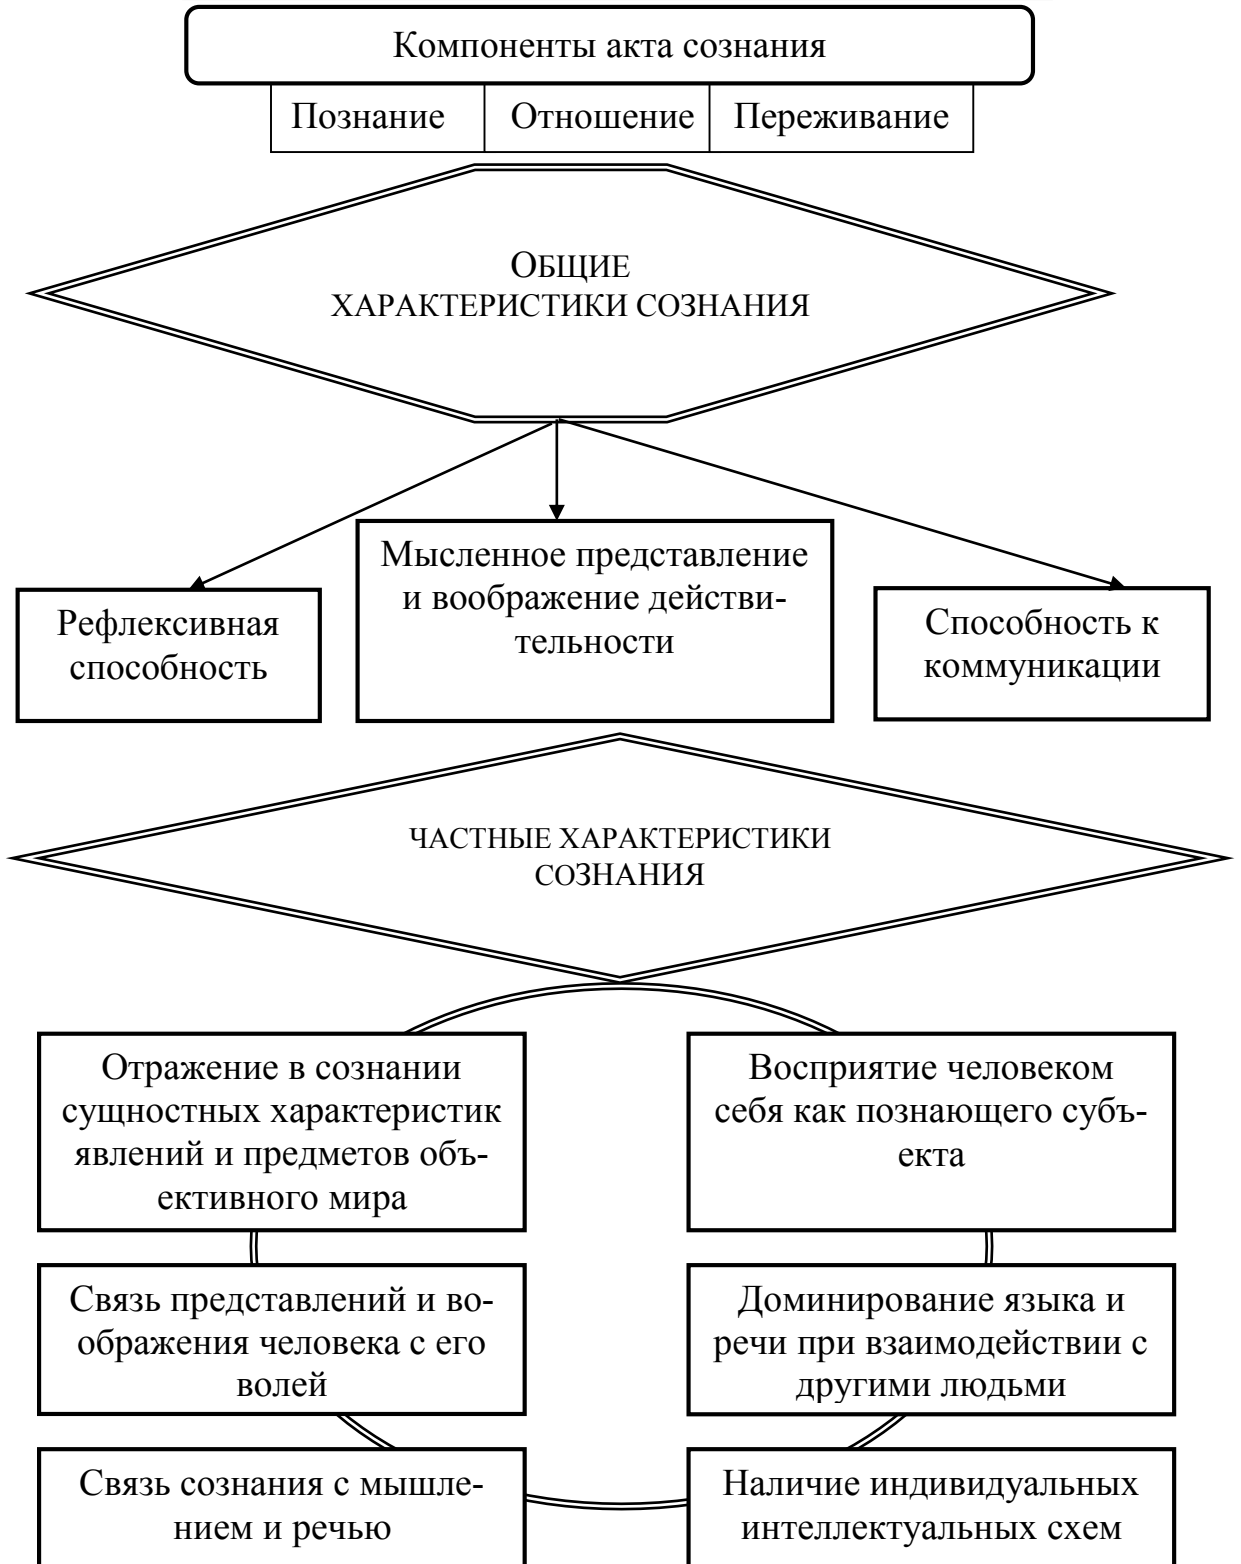 Компоненты акта сознания
Познание
Отношение
Переживание
ОБЩИЕ
ХАРАКТЕРИСТИКИ СОЗНАНИЯ
Рефлексивная
способность
Мысленное представление
и воображение действи-
тельности
Способность к
коммуникации
ЧАСТНЫЕ ХАРАКТЕРИСТИКИ
СОЗНАНИЯ
Отражение в сознании
сущностных характеристик
явлений и предметов объ-
ективного мира
Восприятие человеком
себя как познающего субъ-
екта
Связь представлений и во-
ображения человека с его
волей
Доминирование языка и
речи при взаимодействии с
другими людьми
Связь сознания с мышле-
нием и речью
Наличие индивидуальных
интеллектуальных схем